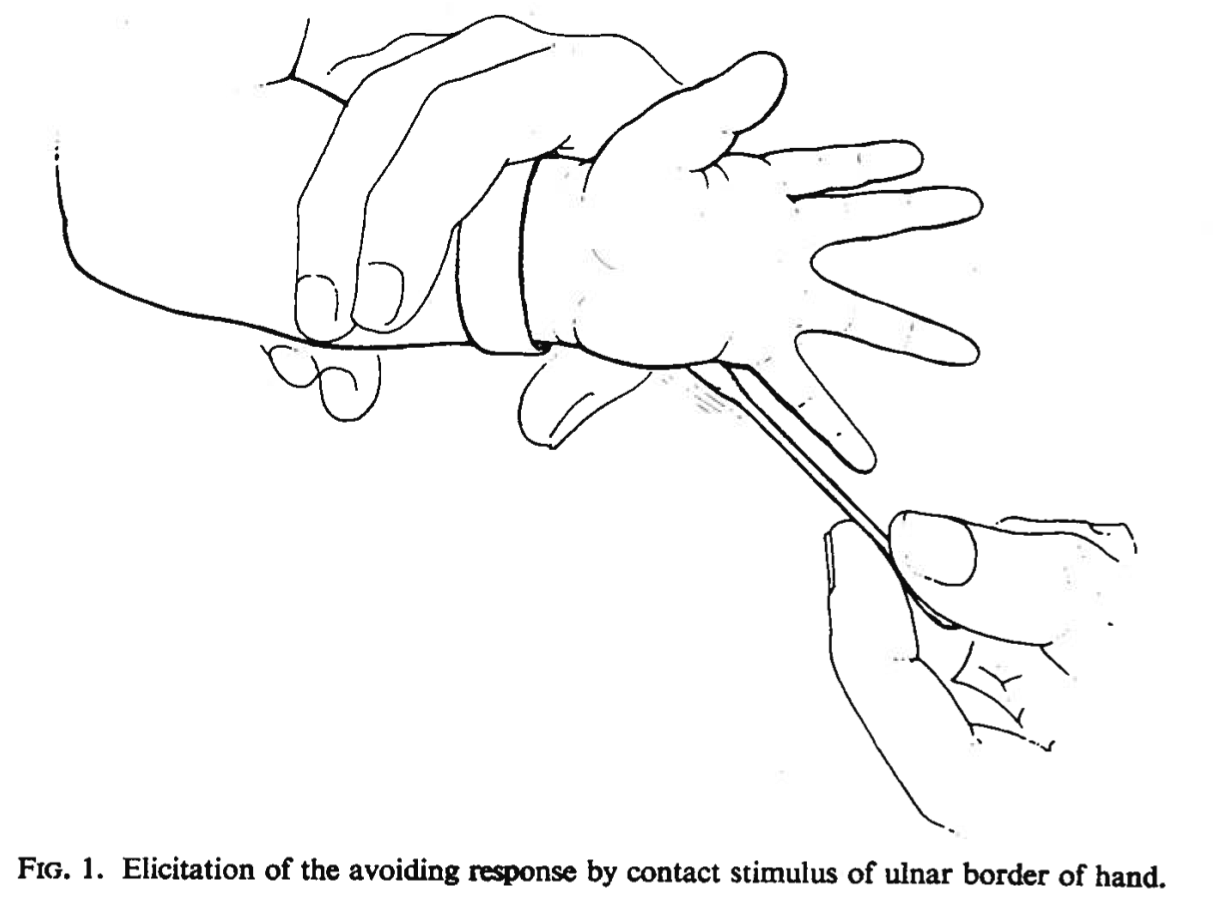 FIG. 1. Elicitation of the avoiding response by contact stimulus of ulnar border of hand.